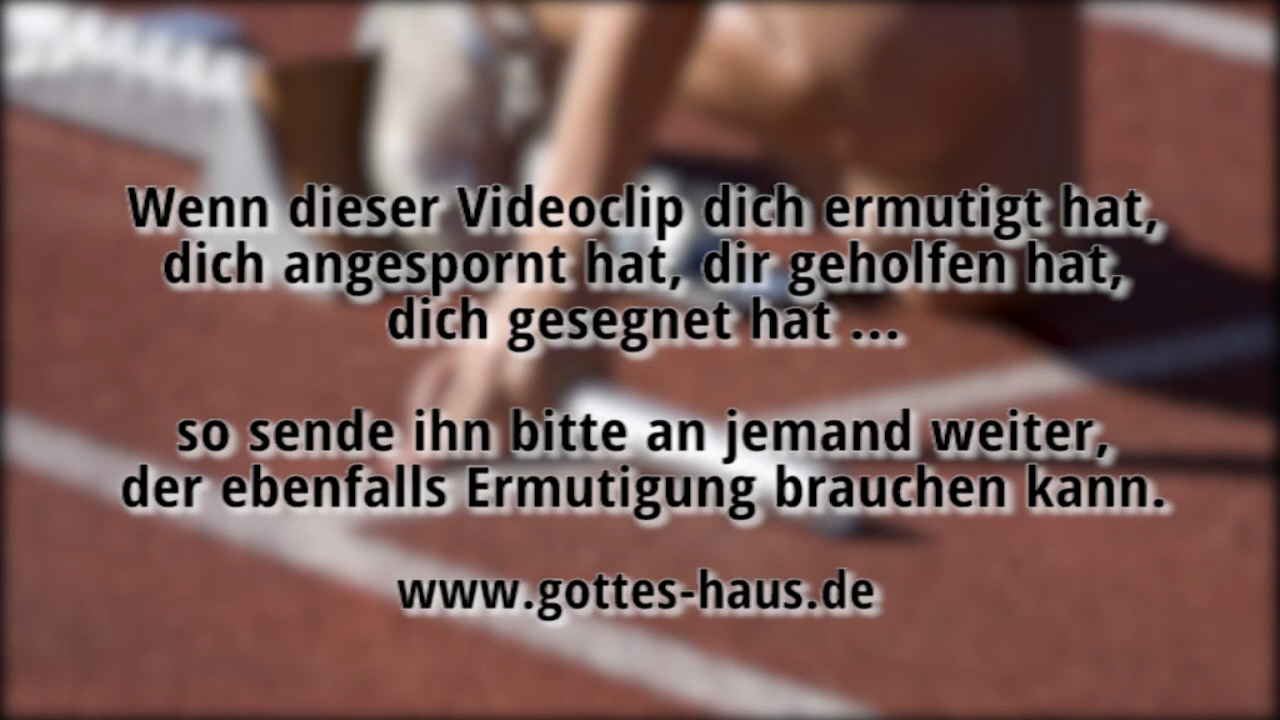 Wenn dieser Videoclip dich ermutigt hat,
dich angespornt hat, dir geholfen hat,
dich gesegnet hat ...
so sende ihn bitte an jemand weiter,
der ebenfalls Ermutigung brauchen kann.
www.gottes-haus.de